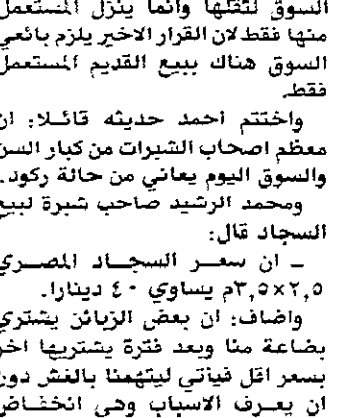 السوق لثقلها وانما ينزل المستعمل
منها فقط لان القرار الاخير يلزم بائعي
السوق هناك ببيع القديم المستعمل
فقط.
واختتم احمد حديثه قائلا: ان
معظم اصحاب الشبرات من كبار السن
والسوق اليوم يعاني من حالة ركود.
ومحمد الرشيد صاحب شبرة لبيع
السجاد قال:
ـ ان سعر السجاد المصري
٢,٥×٣,٥م يساوي ٤٠ دينارا.
واضاف: ان بعض الزبائن يشتري
بضاعة منا وبعد فترة يشتريها اخر
بسعر اقل فيأتي ليتهمنا بالغش دون
ان يعرف الاسباب وهي انخفاض